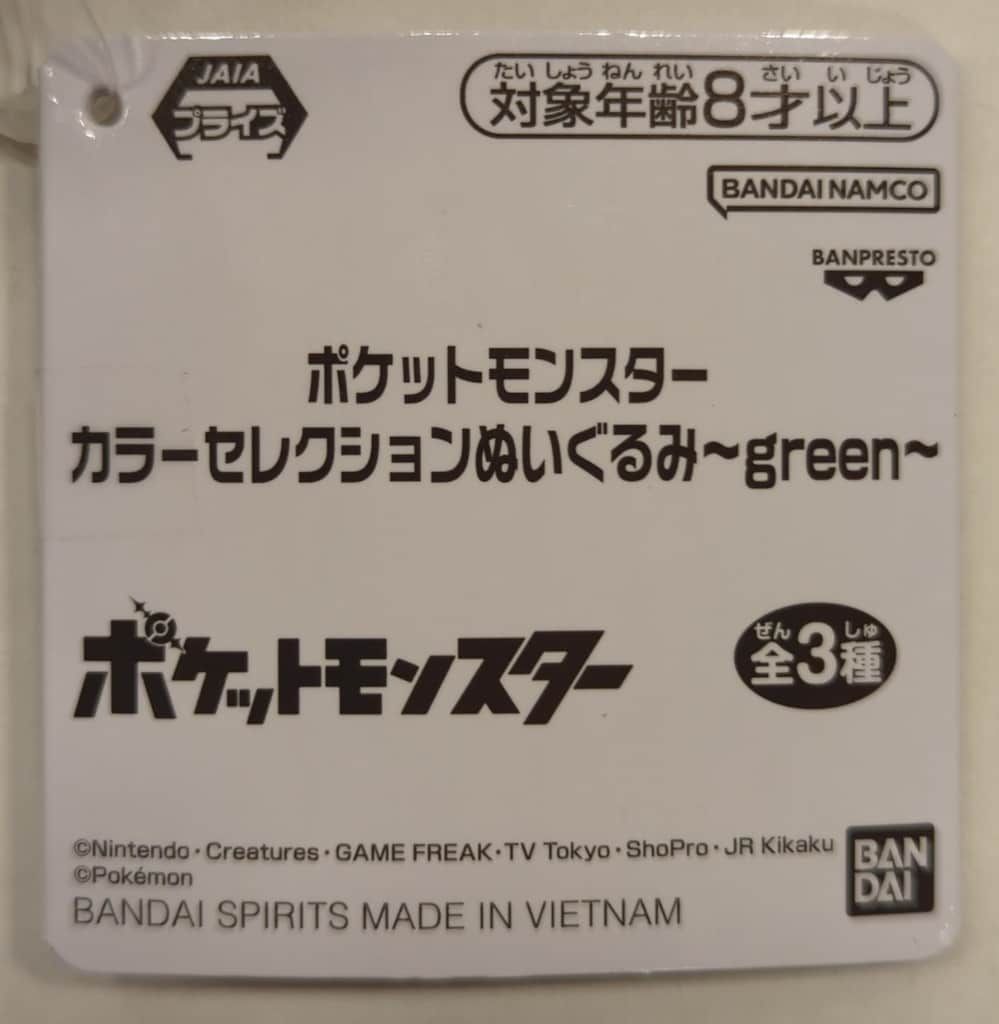 JAIA
プライズ
たいしょうねんれい さいいじょう
対象年齢8才以上
BANDAI NAMCO
BANPRESTO
ポケットモンスター
カラーセレクションぬいぐるみ~green~
ポケットモンスター
ぜん しゅ
全3種
©Nintendo・Creatures・GAME FREAK・TV Tokyo・ShoPro・JR Kikaku
©Pokémon
BANDAI SPIRITS MADE IN VIETNAM
BAN
DAI